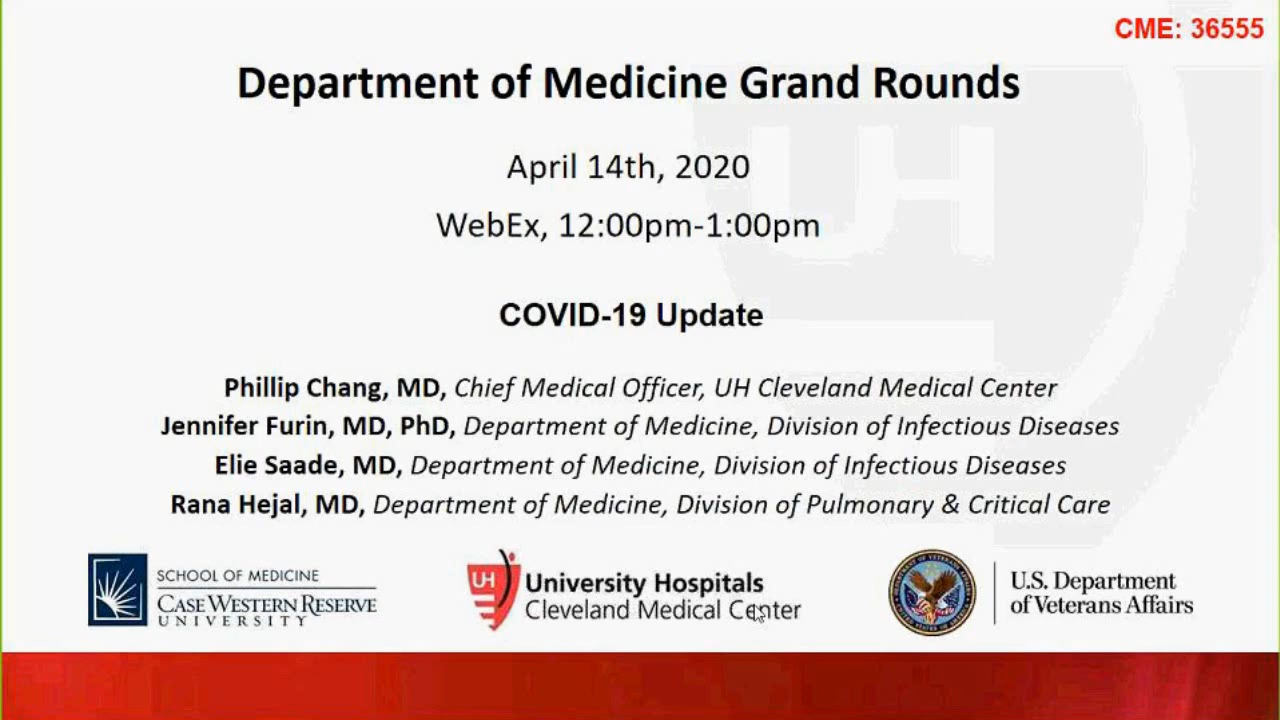 CME: 36555
Department of Medicine Grand Rounds
April 14th, 2020
WebEx, 12:00pm-1:00pm
COVID-19 Update
Phillip Chang, MD, Chief Medical Officer, UH Cleveland Medical Center
Jennifer Furin, MD, PhD, Department of Medicine, Division of Infectious Diseases
Elie Saade, MD, Department of Medicine, Division of Infectious Diseases
Rana Hejal, MD, Department of Medicine, Division of Pulmonary & Critical Care
SCHOOL OF MEDICINE
CASE WESTERN RESERVE
UNIVERSITY
UH
University Hospitals
Cleveland Medical Center
U.S. Department
of Veterans Affairs
UH